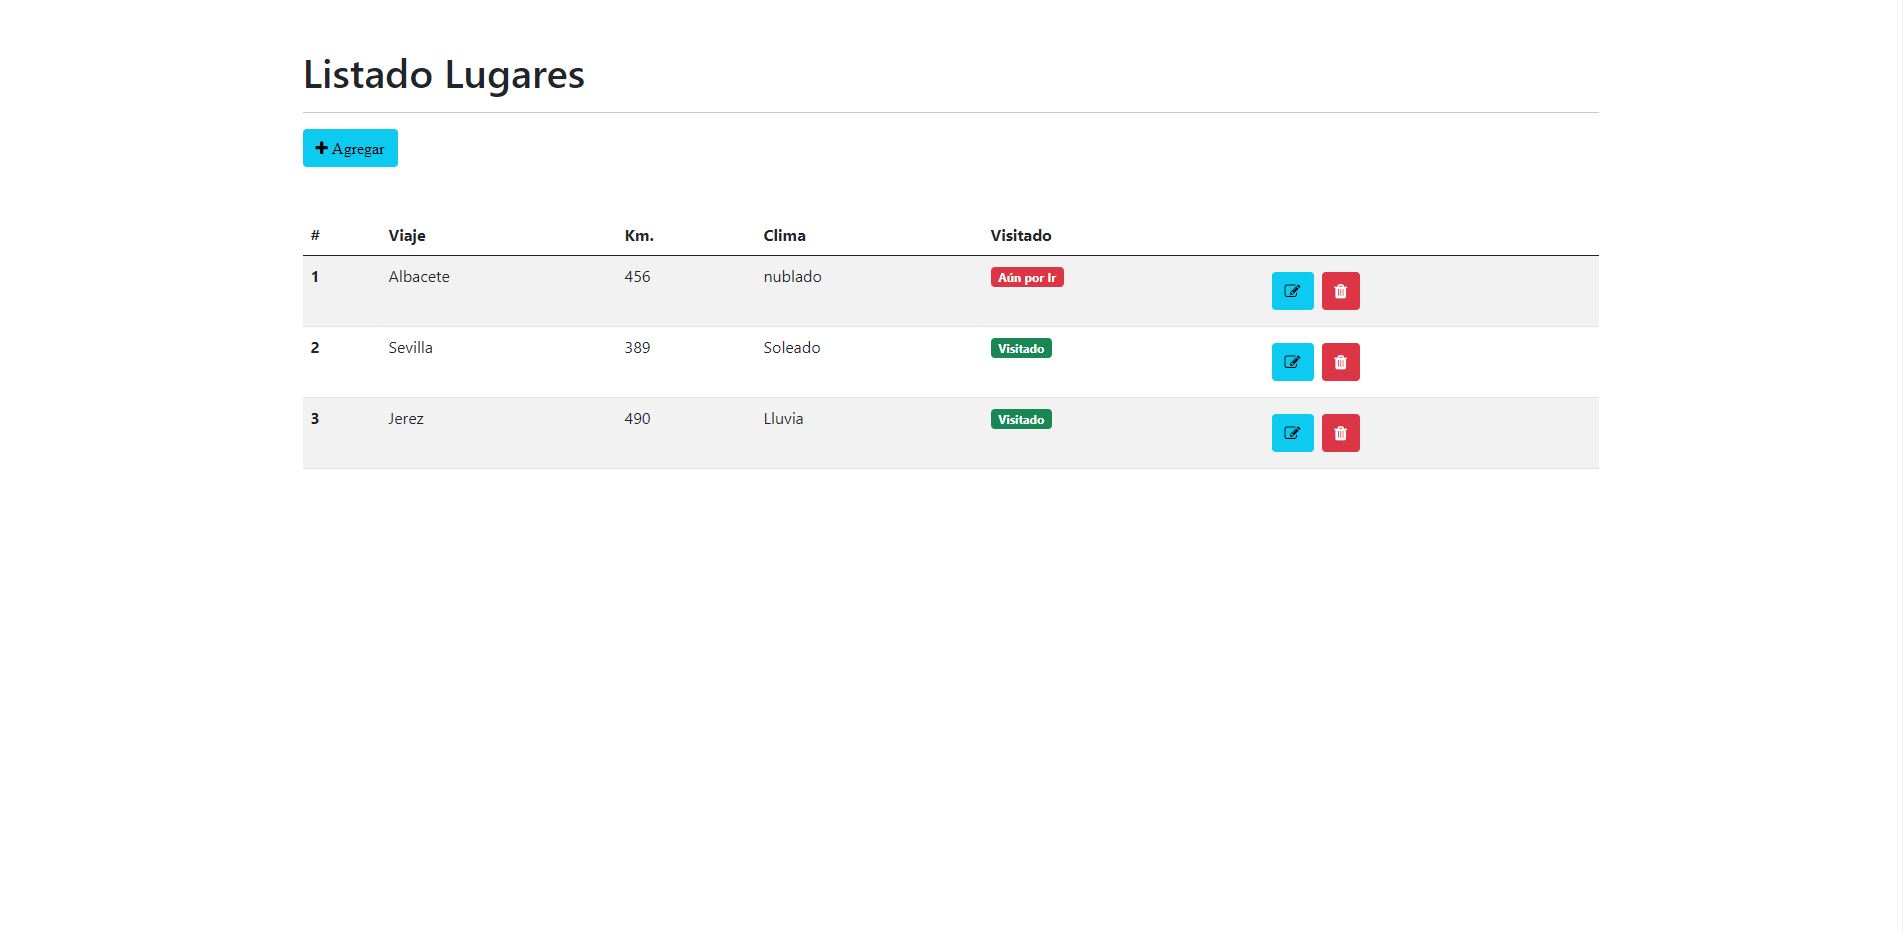 Listado Lugares
Agregar
# Viaje Km. Clima Visitado
1 Albacete 456 nublado Aún por Ir
2 Sevilla 389 Soleado Visitado
3 Jerez 490 Lluvia Visitado